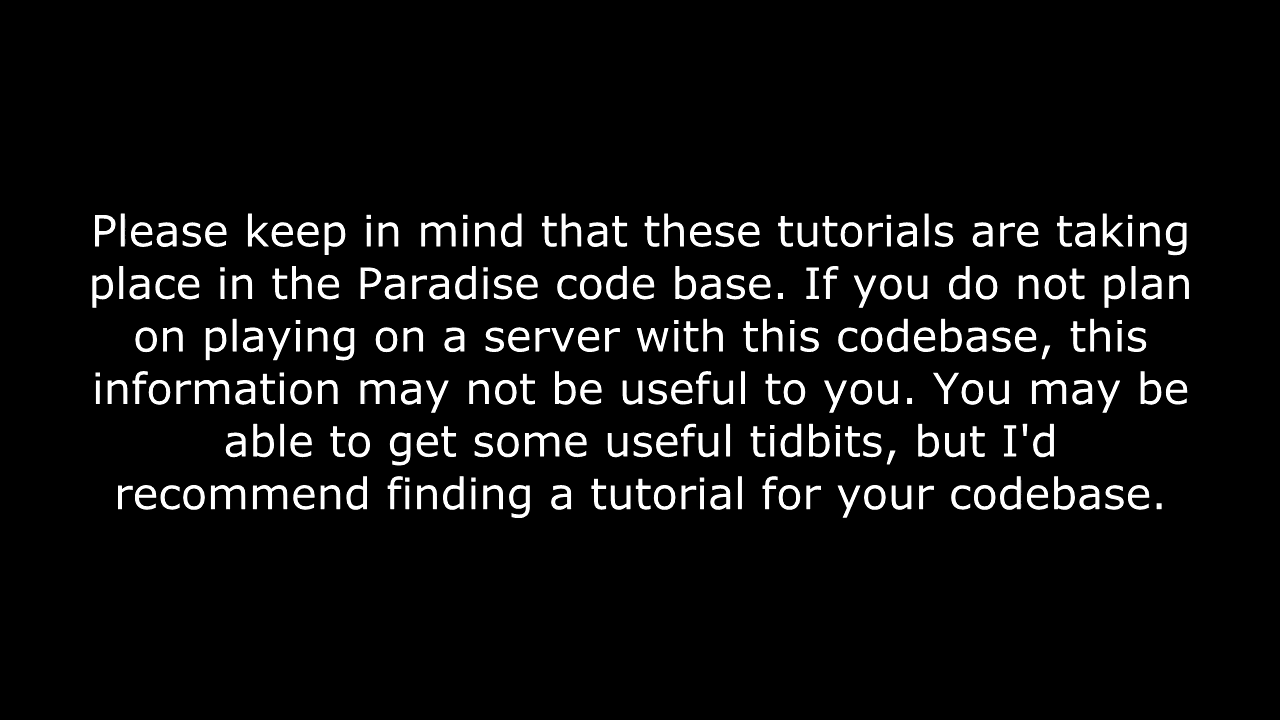 Please keep in mind that these tutorials are taking
place in the Paradise code base. If you do not plan
on playing on a server with this codebase, this
information may not be useful to you. You may be
able to get some useful tidbits, but I'd
recommend finding a tutorial for your codebase.